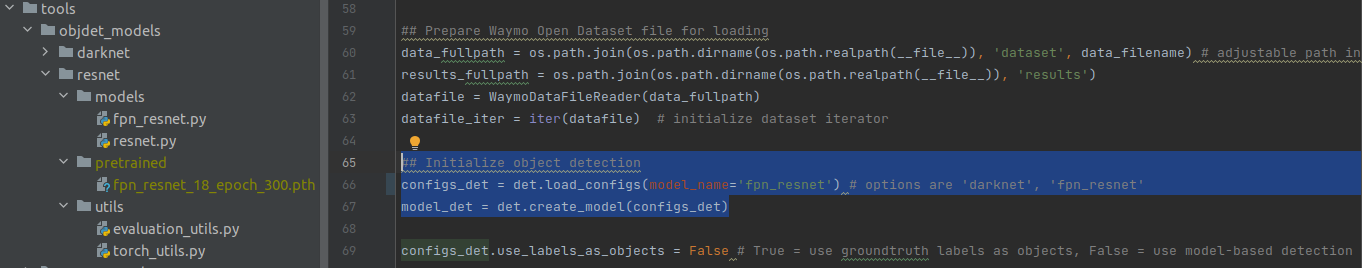 tools
objdet_models
darknet
resnet
models
fpn_resnet.py
resnet.py
pretrained
fpn_resnet_18_epoch_300.pth
utils
evaluation_utils.py
torch_utils.py
58
59 ## Prepare Waymo Open Dataset file for loading
60 data_fullpath = os.path.join(os.path.dirname(os.path.realpath(__file__)), 'dataset', data_filename) # adjustable path in
61 results_fullpath = os.path.join(os.path.dirname(os.path.realpath(__file__)), 'results')
62 datafile = WaymoDataFileReader(data_fullpath)
63 datafile_iter = iter(datafile)  # initialize dataset iterator
64
65 ## Initialize object detection
66 configs_det = det.load_configs(model_name='fpn_resnet') # options are 'darknet', 'fpn_resnet'
67 model_det = det.create_model(configs_det)
68
69 configs_det.use_labels_as_objects = False # True = use groundtruth labels as objects, False = use model-based detection